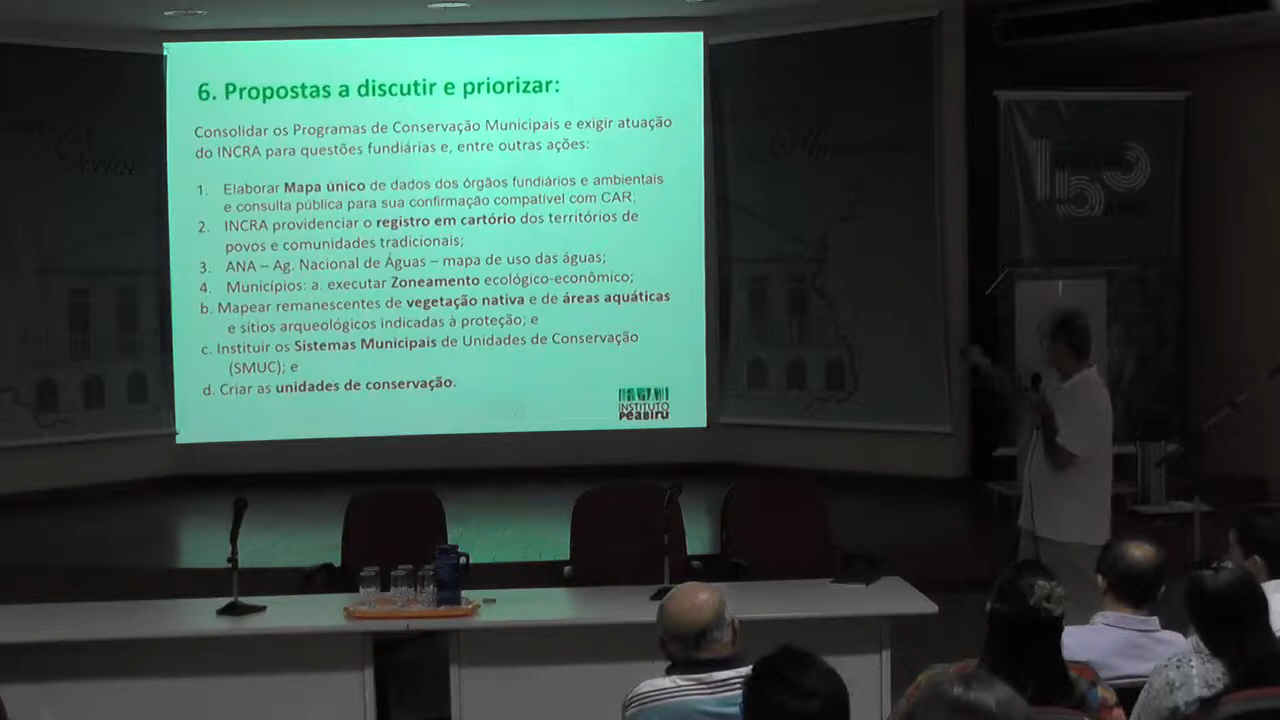 6. Propostas a discutir e priorizar:
Consolidar os Programas de Conservação Municipais e exigir atuação
do INCRA para questões fundiárias e, entre outras ações:
1. Elaborar Mapa único de dados dos órgãos fundiários e ambientais
e consulta pública para sua confirmação compatível com CAR;
2. INCRA providenciar o registro em cartório dos territórios de
povos e comunidades tradicionais;
3. ANA – Ag. Nacional de Águas – mapa de uso das águas;
4. Municípios: a. executar Zoneamento ecológico-econômico;
b. Mapear remanescentes de vegetação nativa e de áreas aquáticas
e sítios arqueológicos indicadas à proteção; e
c. Instituir os Sistemas Municipais de Unidades de Conservação
(SMUC); e
d. Criar as unidades de conservação.
INSTITUTO
PEABIRU
150